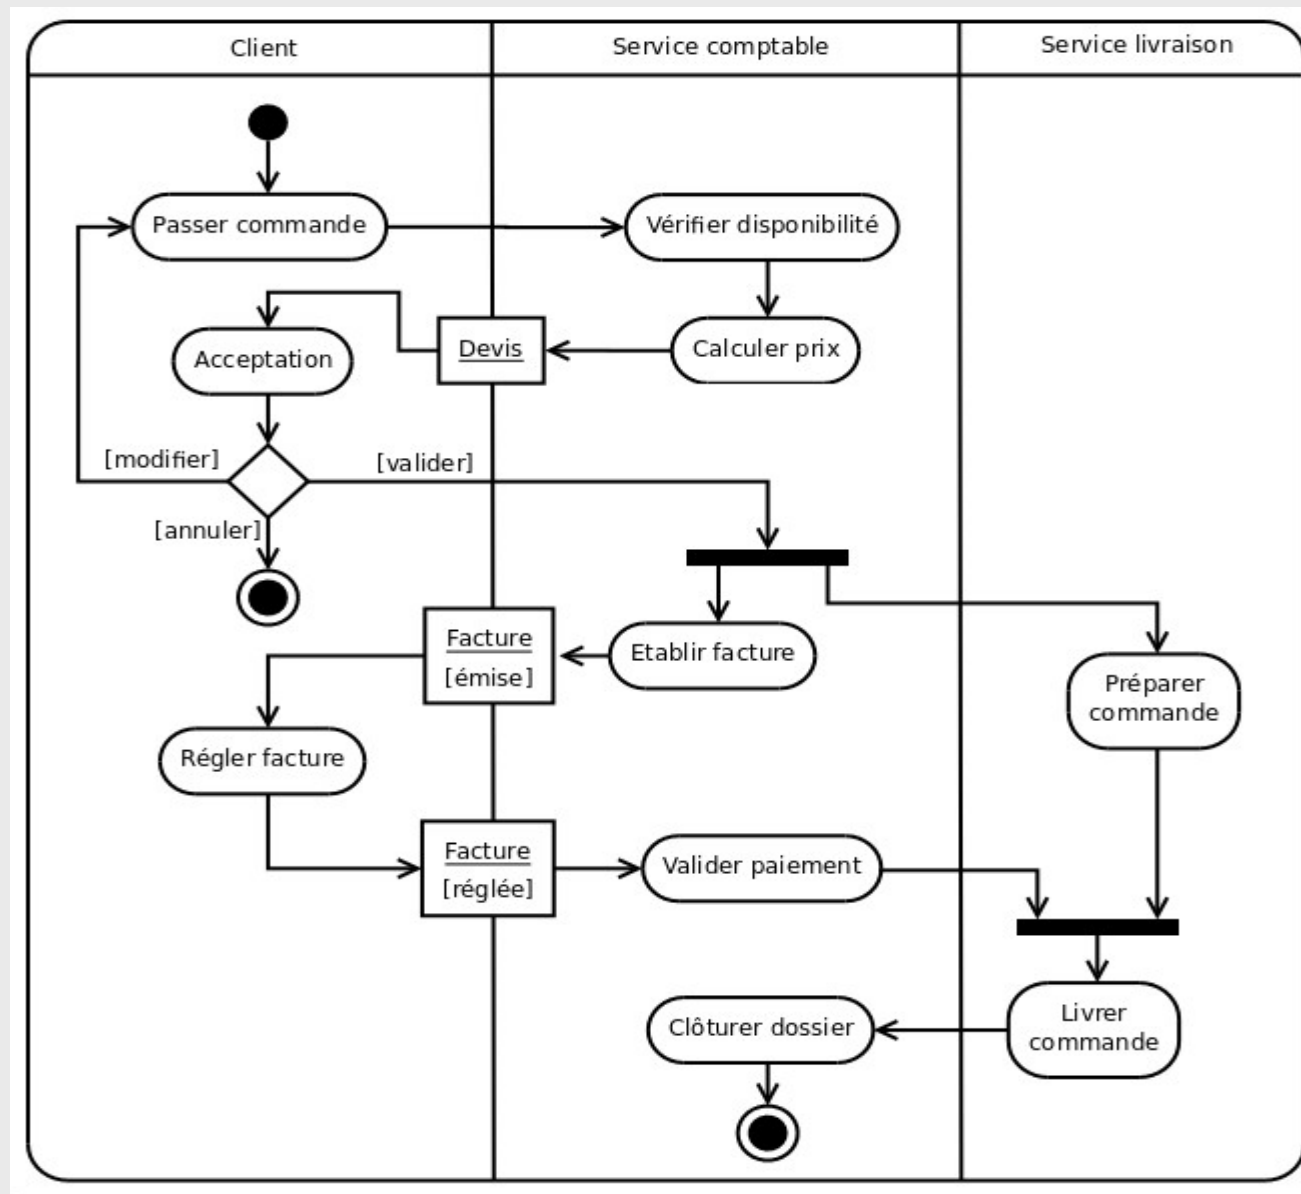 Client
Service comptable
Service livraison
Passer commande
Vérifier disponibilité
Acceptation
Devis
Calculer prix
[modifier]
[valider]
[annuler]
Facture
[émise]
Etablir facture
Préparer
commande
Régler facture
Facture
[réglée]
Valider paiement
Clôturer dossier
Livrer
commande